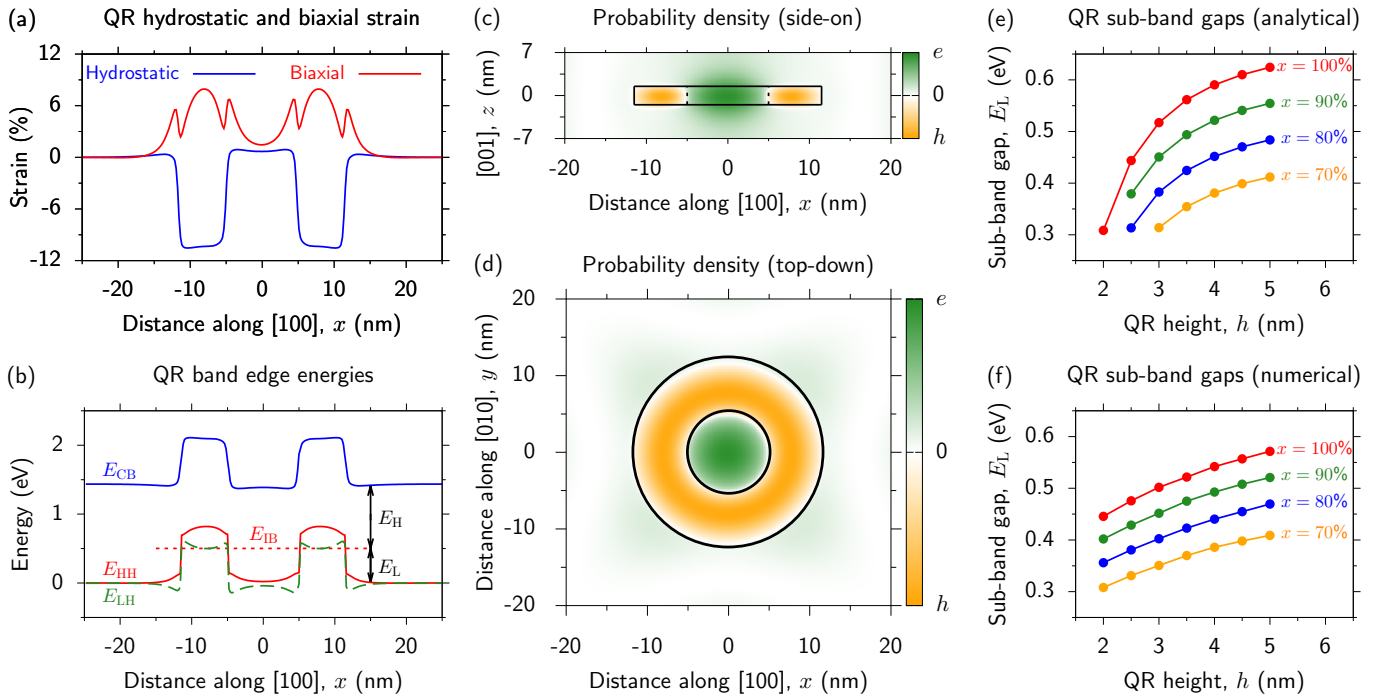 (a) QR hydrostatic and biaxial strain
Hydrostatic
Biaxial
12
6
0
-6
-12
Strain (%)
-20 -10 0 10 20
Distance along [100], x (nm)
(b) QR band edge energies
2
1
0
Energy (eV)
E_CB
E_IB
E_HH
E_LH
E_H
E_L
-20 -10 0 10 20
Distance along [100], x (nm)
(c) Probability density (side-on)
7
0
-7
[001], z (nm)
e
0
h
-20 -10 0 10 20
Distance along [100], x (nm)
(d) Probability density (top-down)
20
10
0
-10
-20
Distance along [010], y (nm)
e
0
h
-20 -10 0 10 20
Distance along [100], x (nm)
(e) QR sub-band gaps (analytical)
0.6
0.5
0.4
0.3
Sub-band gap, E_L (eV)
x = 100%
x = 90%
x = 80%
x = 70%
2 3 4 5 6
QR height, h (nm)
(f) QR sub-band gaps (numerical)
0.6
0.5
0.4
0.3
Sub-band gap, E_L (eV)
x = 100%
x = 90%
x = 80%
x = 70%
2 3 4 5 6
QR height, h (nm)